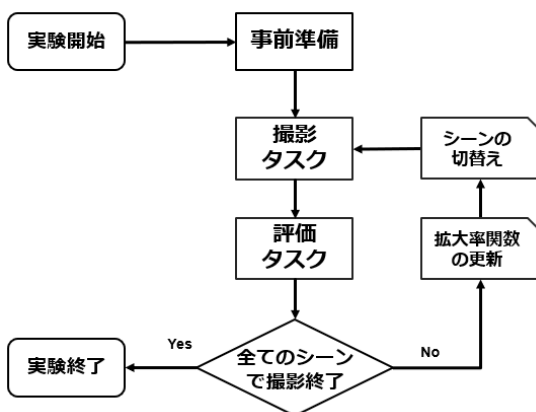 実験開始
事前準備
撮影
タスク
シーンの
切替え
評価
タスク
拡大率関数
の更新
全てのシーン
で撮影終了
Yes
No
実験終了